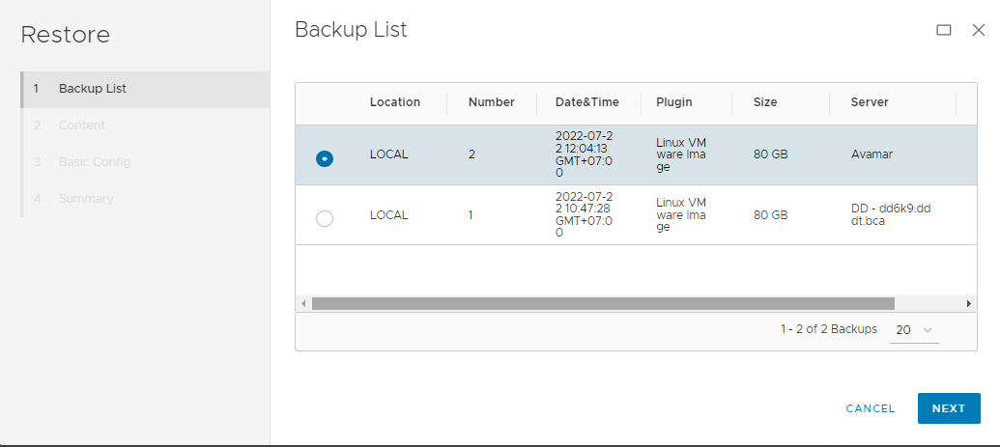 Restore
Backup List
1 Backup List
2 Content
3 Basic Config
4 Summary
Location Number Date&Time Plugin Size Server
LOCAL 2 2022-07-2
2 12:04:13
GMT+07:0
0 Linux VM
ware Ima
ge 80 GB Avamar
LOCAL 1 2022-07-2
2 10:47:28
GMT+07:0
0 Linux VM
ware Ima
ge 80 GB DD - dd6k9.dd
dt.bca
1 - 2 of 2 Backups 20
CANCEL NEXT